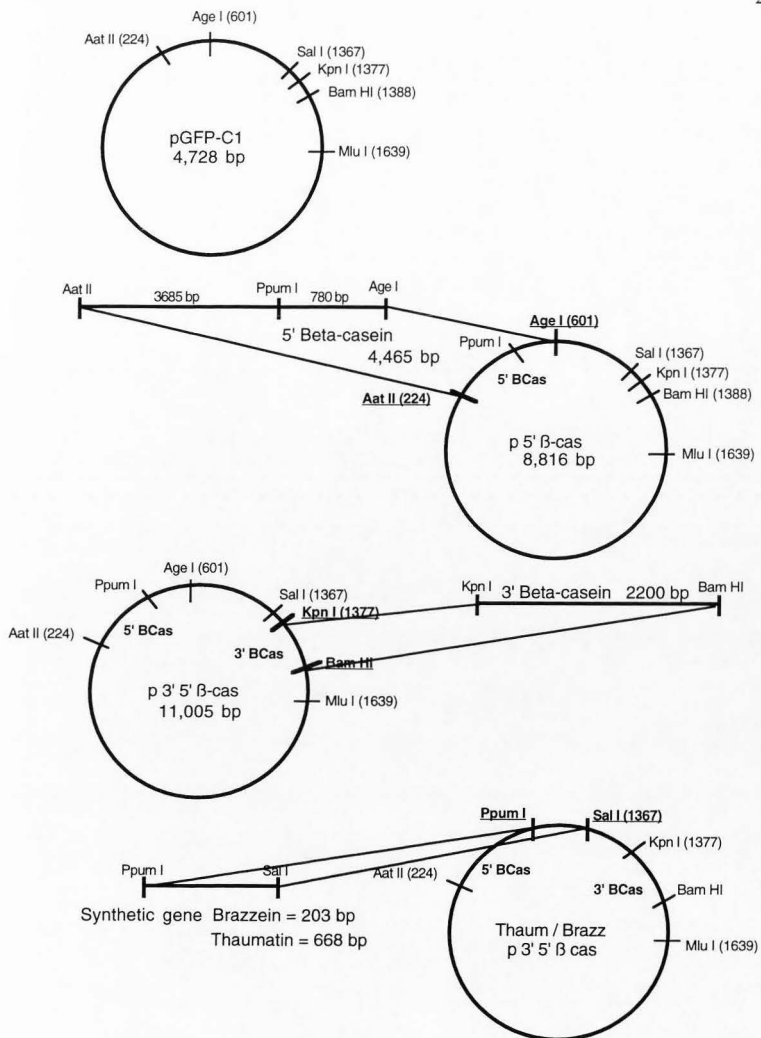 Age I (601)
Aat II (224)
Sal I (1367)
Kpn I (1377)
Bam HI (1388)
pGFP-C1
4,728 bp
Mlu I (1639)
Aat II
3685 bp
Ppum I
780 bp
Age I
5' Beta-casein
4,465 bp
Age I (601)
Ppum I
Sal I (1367)
Kpn I (1377)
Bam HI (1388)
5' BCas
Aat II (224)
p 5' ß-cas
8,816 bp
Mlu I (1639)
Age I (601)
Ppum I
Sal I (1367)
Kpn I (1377)
Kpn I
3' Beta-casein 2200 bp
Bam HI
Aat II (224)
5' BCas
3' BCas
Bam HI
p 3' 5' ß-cas
11,005 bp
Mlu I (1639)
Ppum I
Sal I (1367)
Kpn I (1377)
Ppum I
Sal I
Aat II (224)
5' BCas
3' BCas
Bam HI
Synthetic gene Brazzein = 203 bp
Thaumatin = 668 bp
Thaum / Brazz
p 3' 5' ß cas
Mlu I (1639)